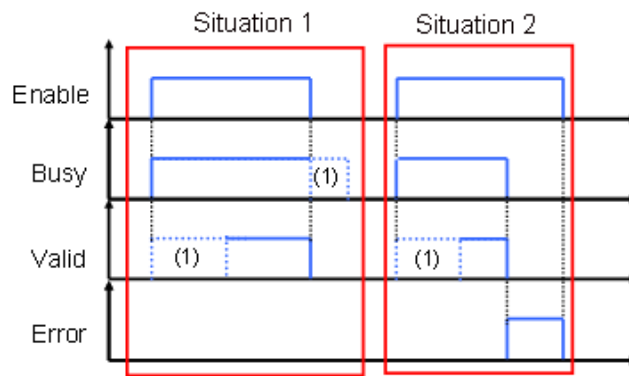 Situation 1
Situation 2
Enable
Busy
(1)
Valid
(1)
(1)
Error